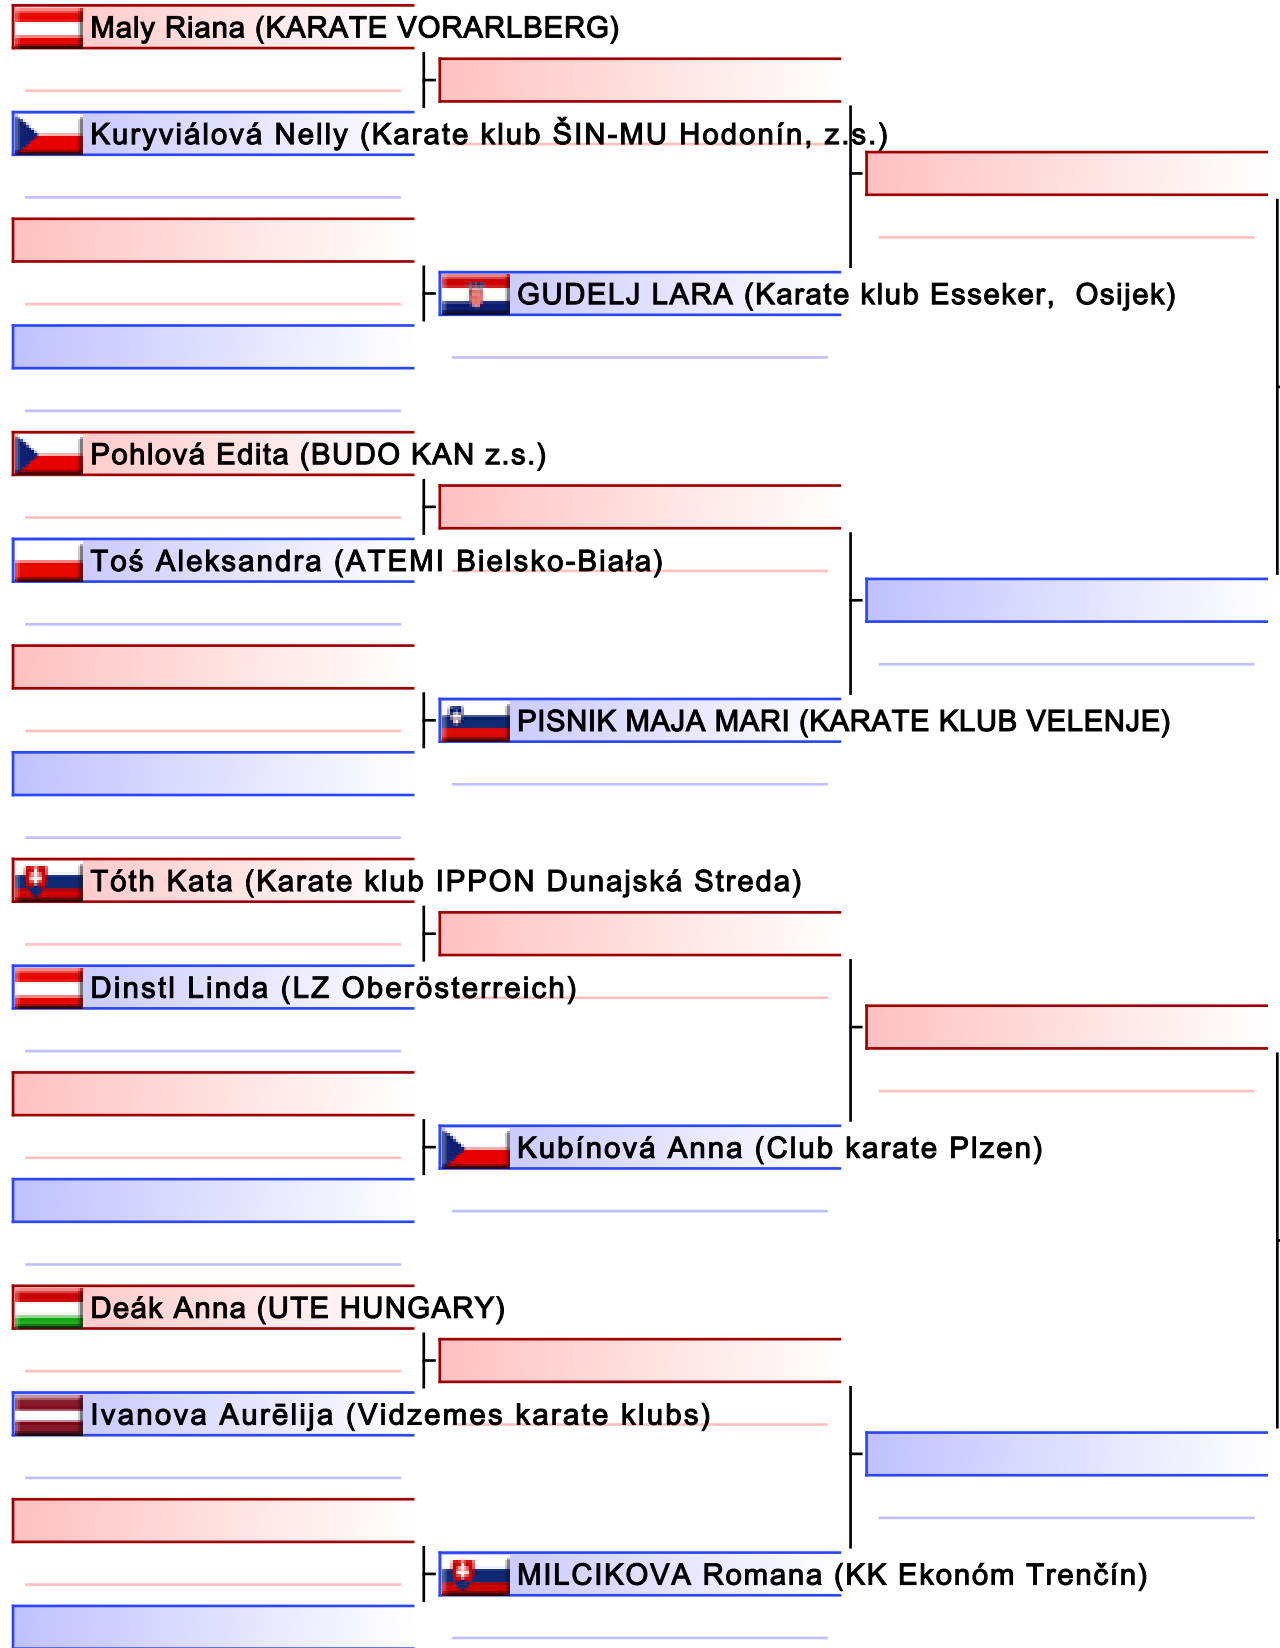 Maly Riana (KARATE VORARLBERG)
Kuryviálová Nelly (Karate klub ŠIN-MU Hodonín, z.s.)
GUDELJ LARA (Karate klub Esseker,  Osijek)
Pohlová Edita (BUDO KAN z.s.)
Toś Aleksandra (ATEMI Bielsko-Biała)
PISNIK MAJA MARI (KARATE KLUB VELENJE)
Tóth Kata (Karate klub IPPON Dunajská Streda)
Dinstl Linda (LZ Oberösterreich)
Kubínová Anna (Club karate Plzen)
Deák Anna (UTE HUNGARY)
Ivanova Aurēlija (Vidzemes karate klubs)
MILCIKOVA Romana (KK Ekonóm Trenčín)